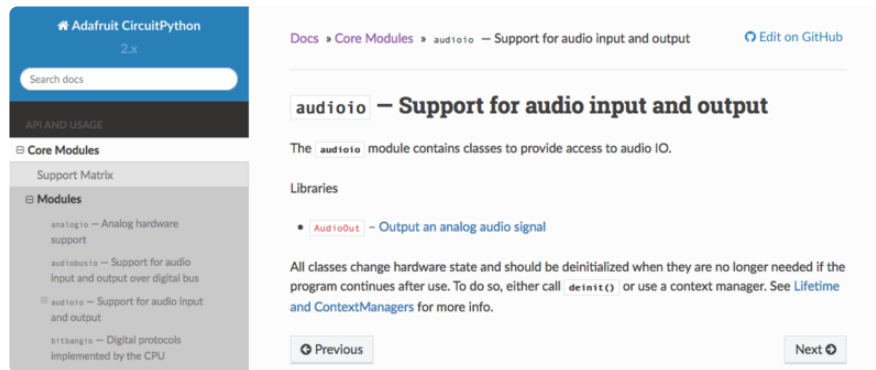 Adafruit CircuitPython
2.x
Search docs
API AND USAGE
Core Modules
Support Matrix
Modules
analogio — Analog hardware
support
audiobusio — Support for audio
input and output over digital bus
audioio — Support for audio input
and output
bitbangio — Digital protocols
implemented by the CPU
Docs » Core Modules » audioio — Support for audio input and output
Edit on GitHub
audioio — Support for audio input and output
The audioio module contains classes to provide access to audio IO.
Libraries
• AudioOut – Output an analog audio signal
All classes change hardware state and should be deinitialized when they are no longer needed if the
program continues after use. To do so, either call deinit() or use a context manager. See Lifetime
and ContextManagers for more info.
Previous
Next